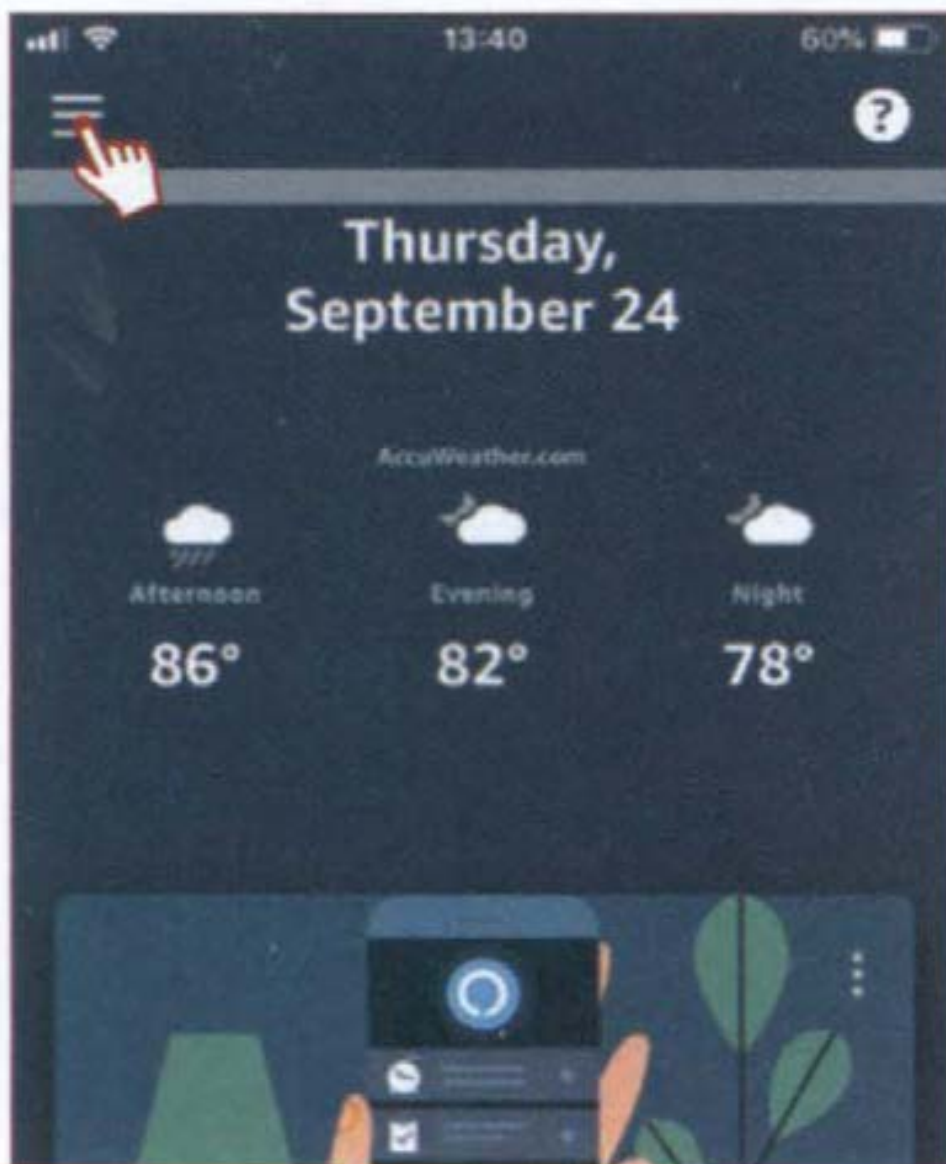 13:40
60%
?
Thursday,
September 24
AccuWeather.com
Afternoon Evening Night
86° 82° 78°